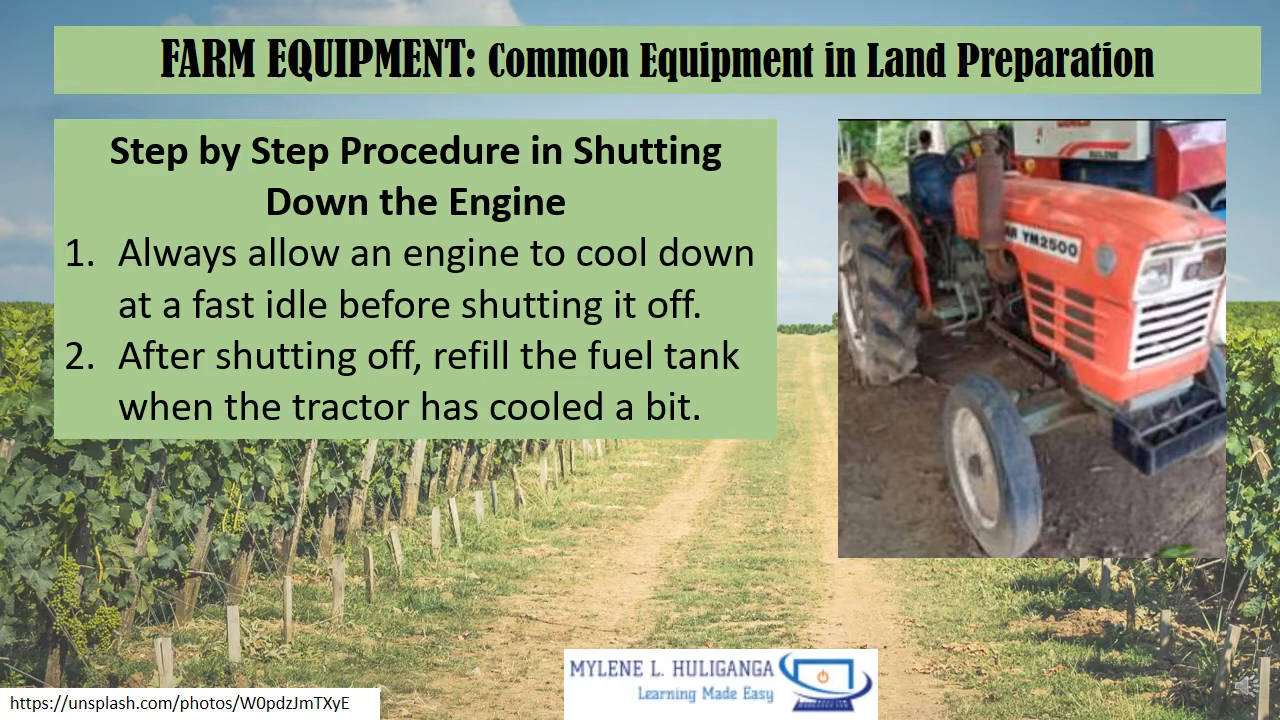 FARM EQUIPMENT: Common Equipment in Land Preparation
Step by Step Procedure in Shutting
Down the Engine
1. Always allow an engine to cool down
at a fast idle before shutting it off.
2. After shutting off, refill the fuel tank
when the tractor has cooled a bit.
YM2500
MYLENE L. HULIGANGA
Learning Made Easy
https://unsplash.com/photos/W0pdzJmTXyE